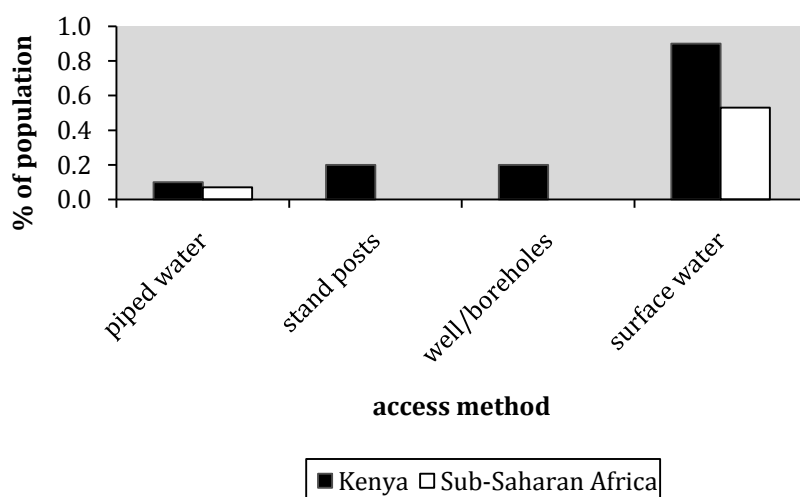 % of population
1.0
0.8
0.6
0.4
0.2
0.0
piped water
stand posts
well/boreholes
surface water
access method
Kenya Sub-Saharan Africa